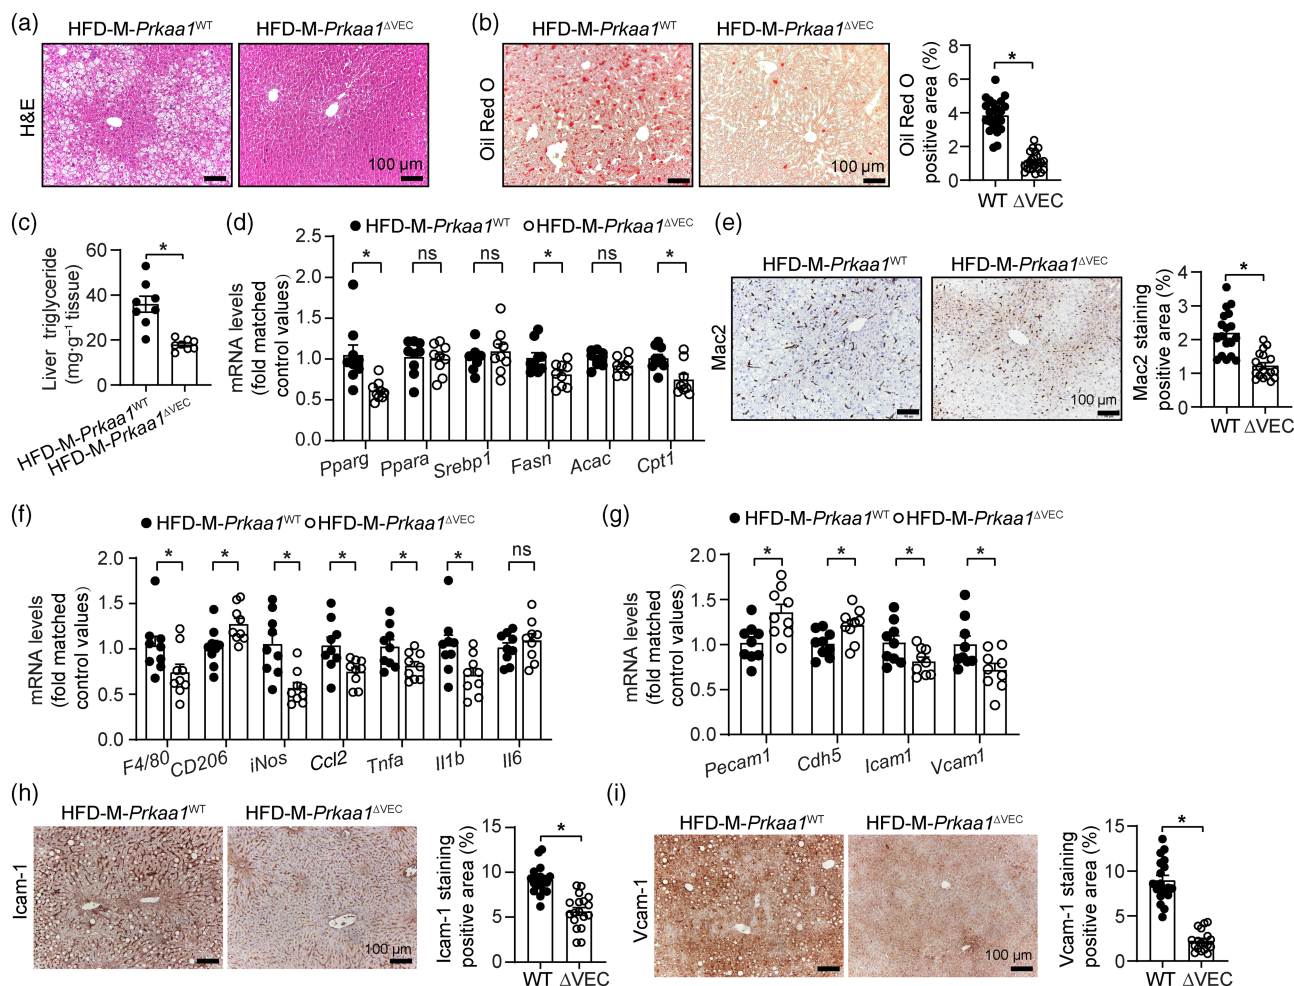 (a)
HFD-M-Prkaa1WT
HFD-M-Prkaa1ΔVEC
H&E
100 µm
(b)
HFD-M-Prkaa1WT
HFD-M-Prkaa1ΔVEC
Oil Red O
100 µm
Oil Red O
positive area (%)
8
6
4
2
0
*
WT
ΔVEC
(c)
Liver triglyceride
(mg·g⁻¹ tissue)
60
40
20
0
*
HFD-M-Prkaa1WT
HFD-M-Prkaa1ΔVEC
(d)
HFD-M-Prkaa1WT
HFD-M-Prkaa1ΔVEC
mRNA levels
(fold matched
control values)
2.5
2.0
1.5
1.0
0.5
0.0
* ns ns * ns *
Pparg Ppara Srebp1 Fasn Acac Cpt1
(e)
HFD-M-Prkaa1WT
HFD-M-Prkaa1ΔVEC
Mac2
100 µm
Mac2 staining
positive area (%)
4
3
2
1
0
*
WT ΔVEC
(f)
HFD-M-Prkaa1WT
HFD-M-Prkaa1ΔVEC
mRNA levels
(fold matched
control values)
2.0
1.5
1.0
0.5
0.0
* * * * * * ns
F4/80 CD206 iNos Ccl2 Tnfa Il1b Il6
(g)
HFD-M-Prkaa1WT
HFD-M-Prkaa1ΔVEC
mRNA levels
(fold matched
control values)
2.0
1.5
1.0
0.5
0.0
* * * *
Pecam1 Cdh5 Icam1 Vcam1
(h)
HFD-M-Prkaa1WT
HFD-M-Prkaa1ΔVEC
Icam-1
100 µm
Icam-1 staining
positive area (%)
15
10
5
0
*
WT ΔVEC
(i)
HFD-M-Prkaa1WT
HFD-M-Prkaa1ΔVEC
Vcam-1
100 µm
Vcam-1 staining
positive area (%)
15
10
5
0
*
WT ΔVEC